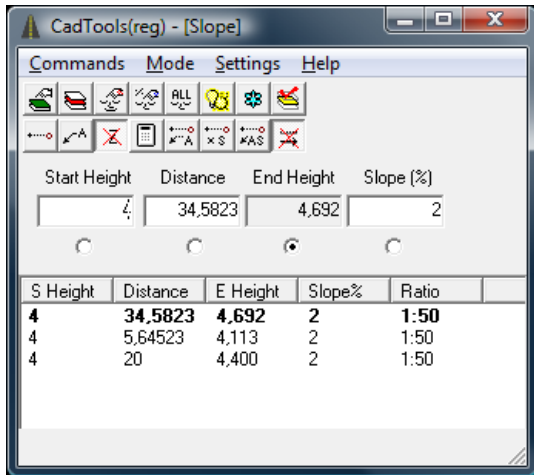 CadTools(reg) - [Slope]
Commands Mode Settings Help
ALL
A Z A ×S AS
Start Height Distance End Height Slope (%)
4 34,5823 4,692 2
S Height Distance E Height Slope% Ratio
4 34,5823 4,692 2 1:50
4 5,64523 4,113 2 1:50
4 20 4,400 2 1:50